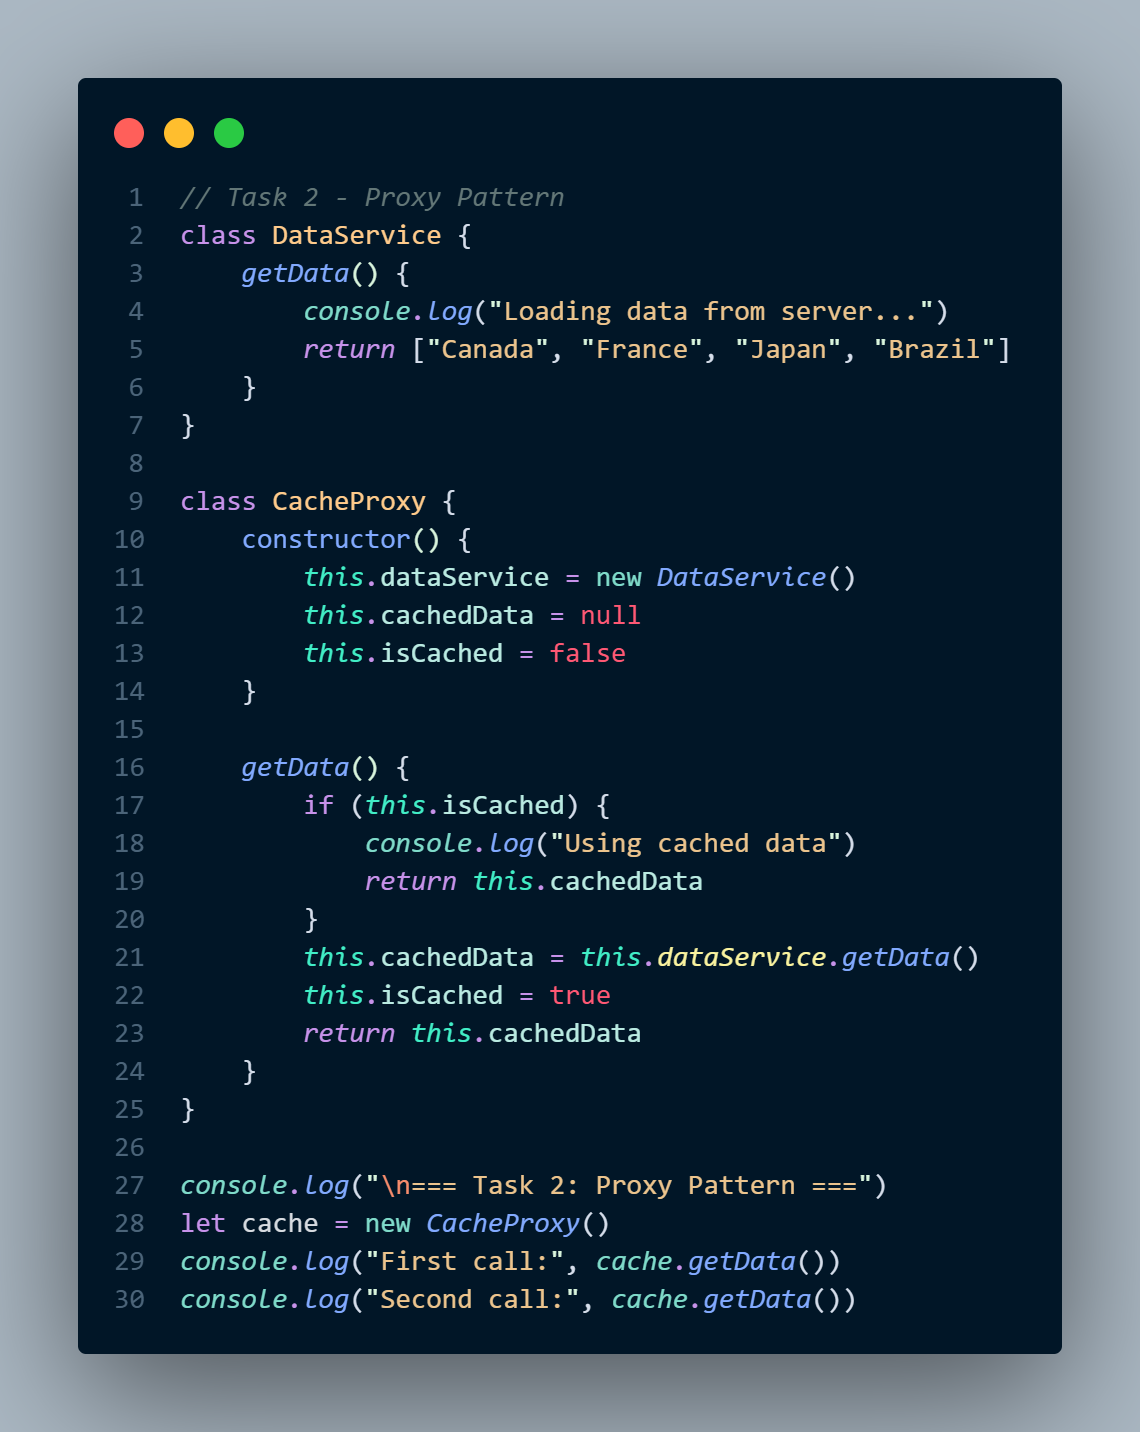 1 // Task 2 - Proxy Pattern
2 class DataService {
3     getData() {
4         console.log("Loading data from server...")
5         return ["Canada", "France", "Japan", "Brazil"]
6     }
7 }
8
9 class CacheProxy {
10     constructor() {
11         this.dataService = new DataService()
12         this.cachedData = null
13         this.isCached = false
14     }
15
16     getData() {
17         if (this.isCached) {
18             console.log("Using cached data")
19             return this.cachedData
20         }
21         this.cachedData = this.dataService.getData()
22         this.isCached = true
23         return this.cachedData
24     }
25 }
26
27 console.log("\n=== Task 2: Proxy Pattern ===")
28 let cache = new CacheProxy()
29 console.log("First call:", cache.getData())
30 console.log("Second call:", cache.getData())